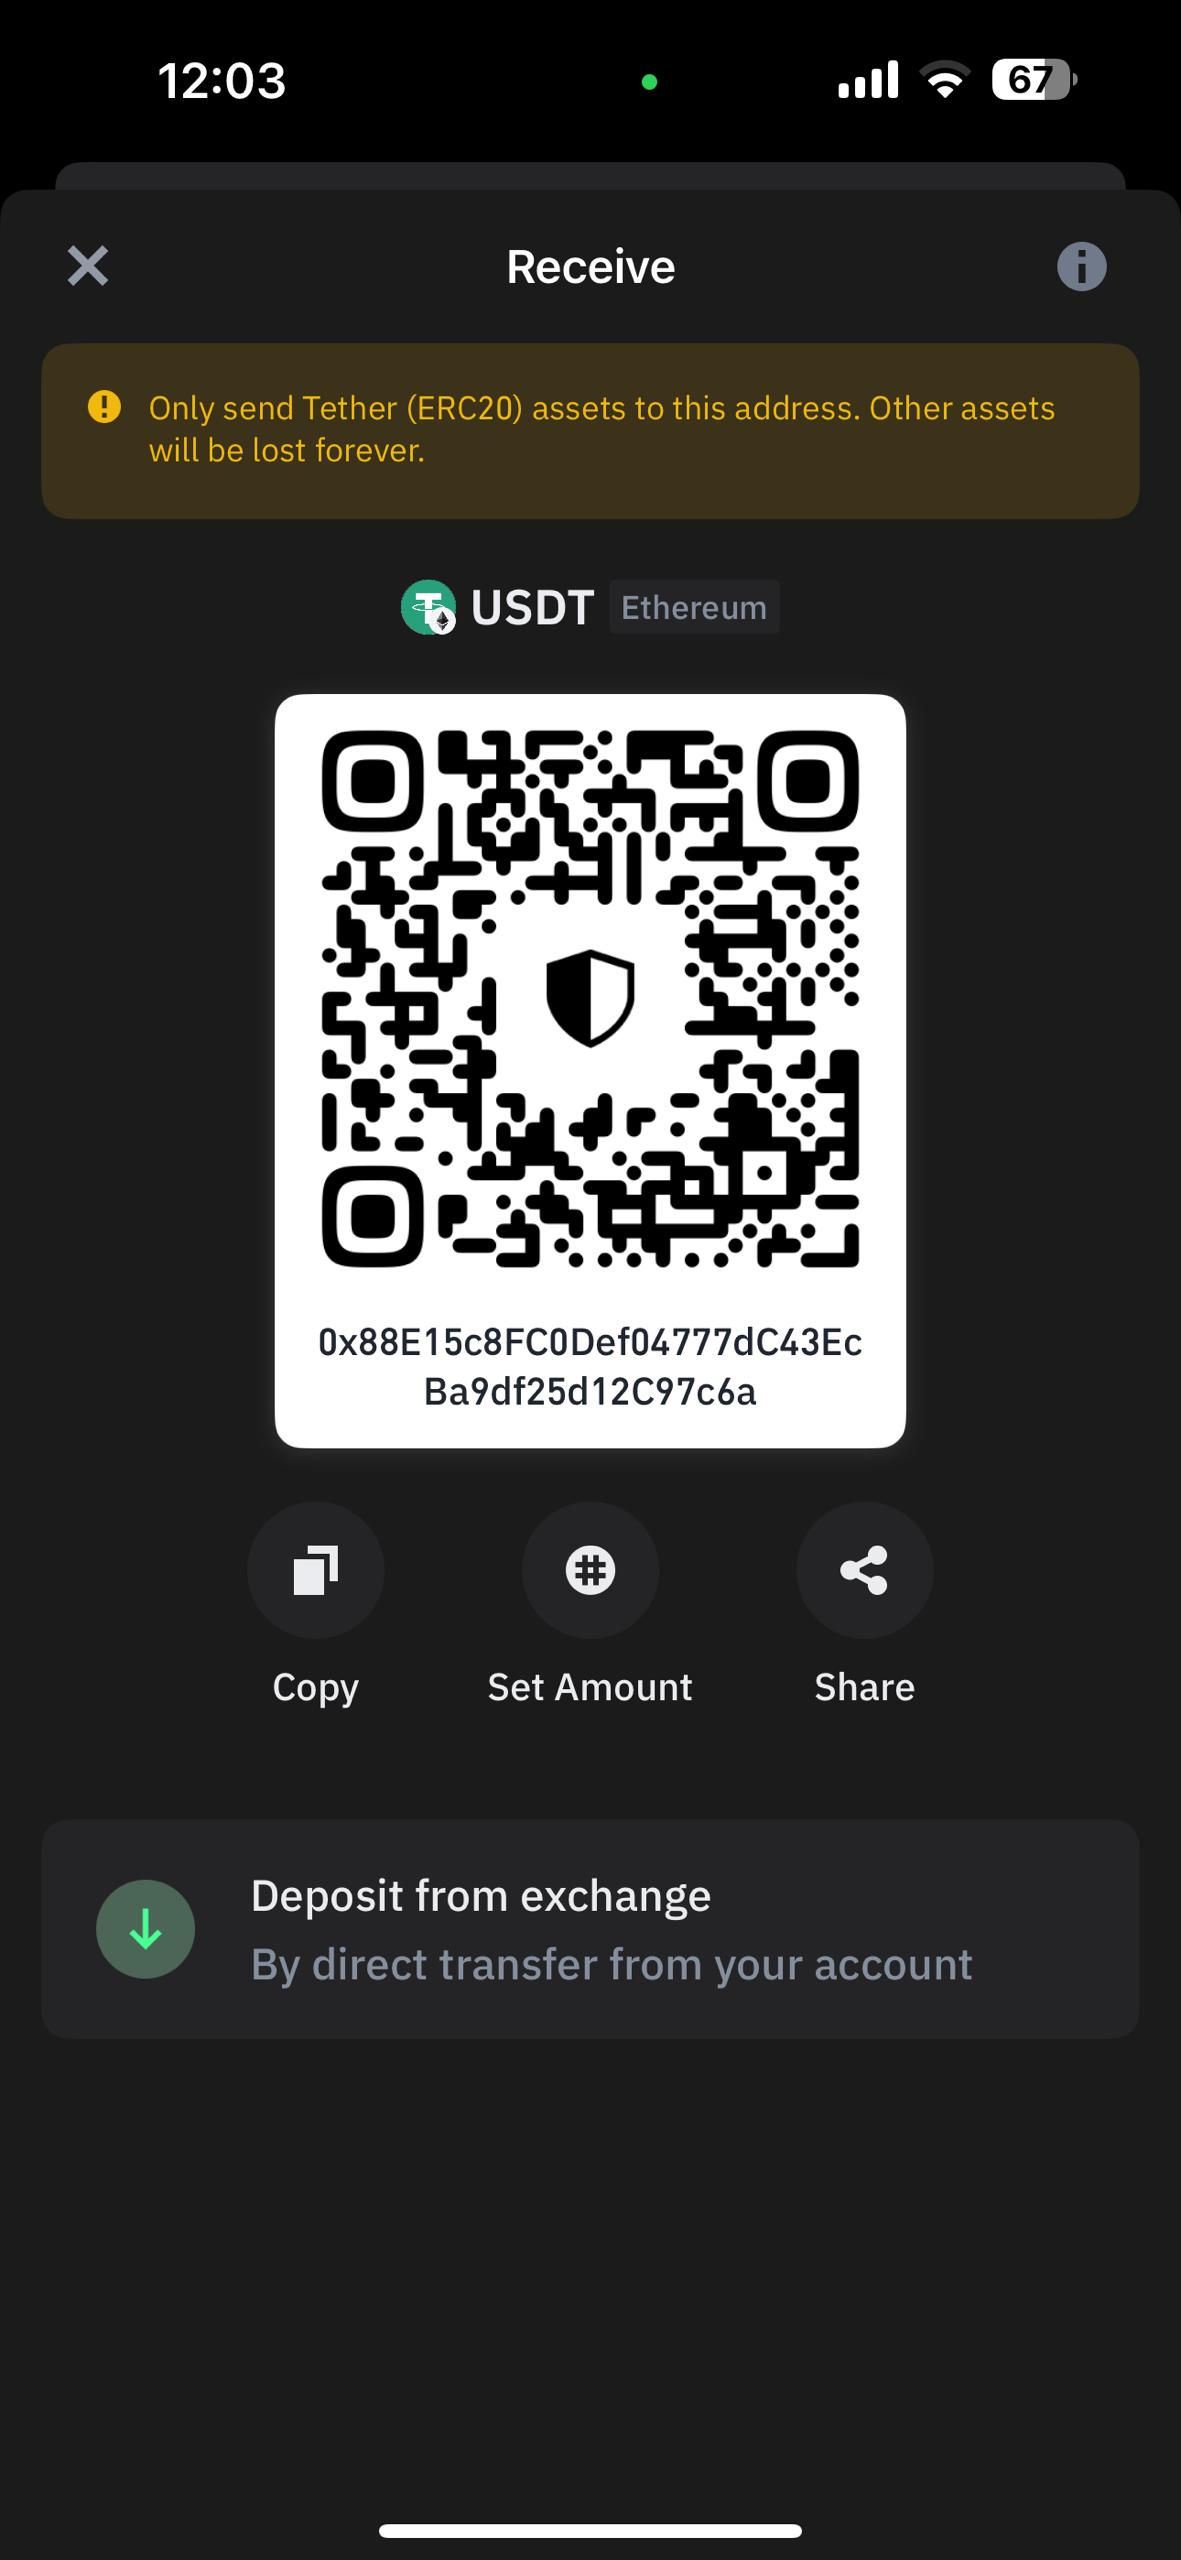 12:03
67
Receive
Only send Tether (ERC20) assets to this address. Other assets
will be lost forever.
USDT Ethereum
0x88E15c8FC0Def04777dC43Ec
Ba9df25d12C97c6a
Copy
Set Amount
Share
Deposit from exchange
By direct transfer from your account